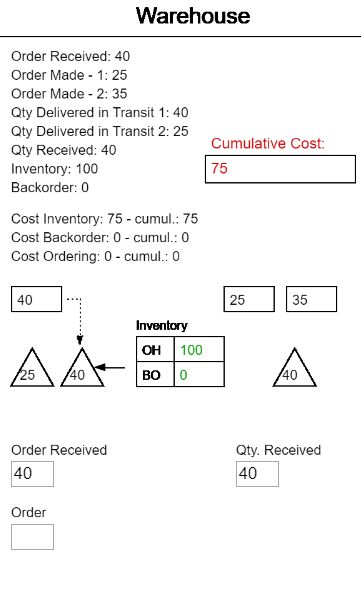 Warehouse
Order Received: 40
Order Made - 1: 25
Order Made - 2: 35
Qty Delivered in Transit 1: 40
Qty Delivered in Transit 2: 25
Qty Received: 40
Inventory: 100
Backorder: 0
Cumulative Cost:
75
Cost Inventory: 75 - cumul.: 75
Cost Backorder: 0 - cumul.: 0
Cost Ordering: 0 - cumul.: 0
40 25 35
Inventory
OH 100
25 40 BO 0 40
Order Received Qty. Received
40 40
Order